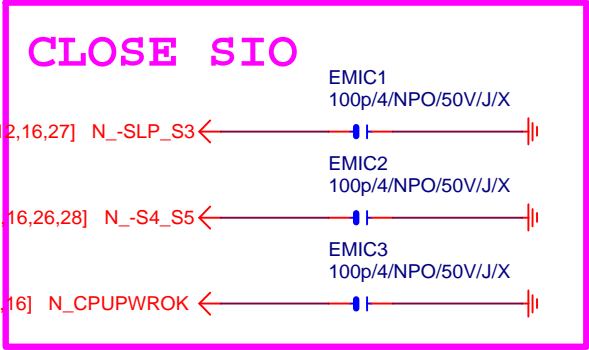 CLOSE SIO
EMIC1
100p/4/NPO/50V/J/X
2,16,27] N_-SLP_S3
EMIC2
100p/4/NPO/50V/J/X
,16,26,28] N_-S4_S5
EMIC3
100p/4/NPO/50V/J/X
,16] N_CPUPWROK